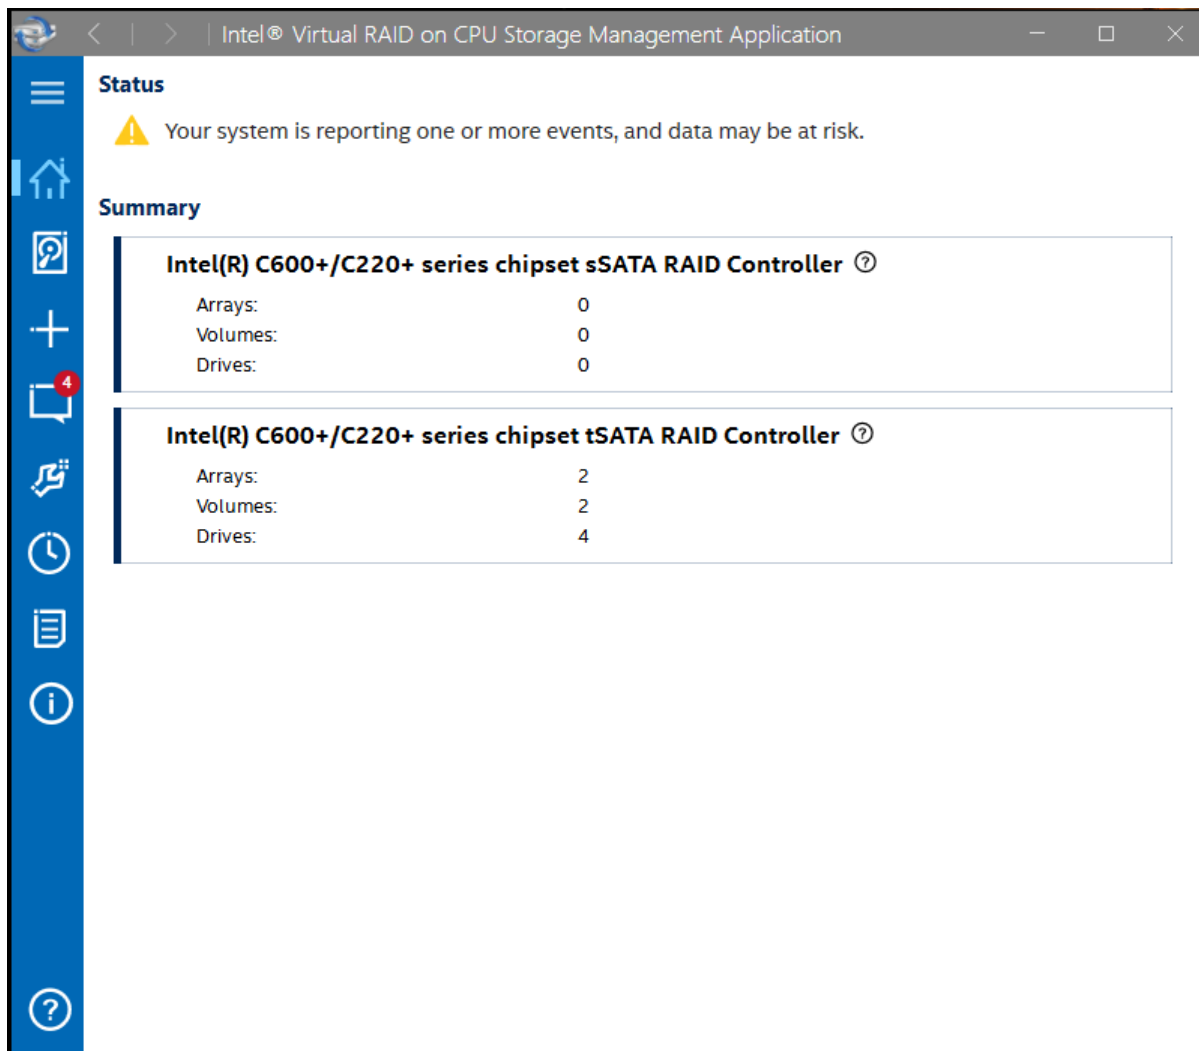 Intel® Virtual RAID on CPU Storage Management Application
Status
Your system is reporting one or more events, and data may be at risk.
Summary
Intel(R) C600+/C220+ series chipset sSATA RAID Controller
Arrays: 0
Volumes: 0
Drives: 0
4
Intel(R) C600+/C220+ series chipset tSATA RAID Controller
Arrays: 2
Volumes: 2
Drives: 4